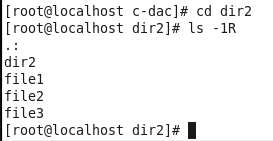 [root@localhost c-dac]# cd dir2
[root@localhost dir2]# ls -1R
.:
dir2
file1
file2
file3
[root@localhost dir2]#